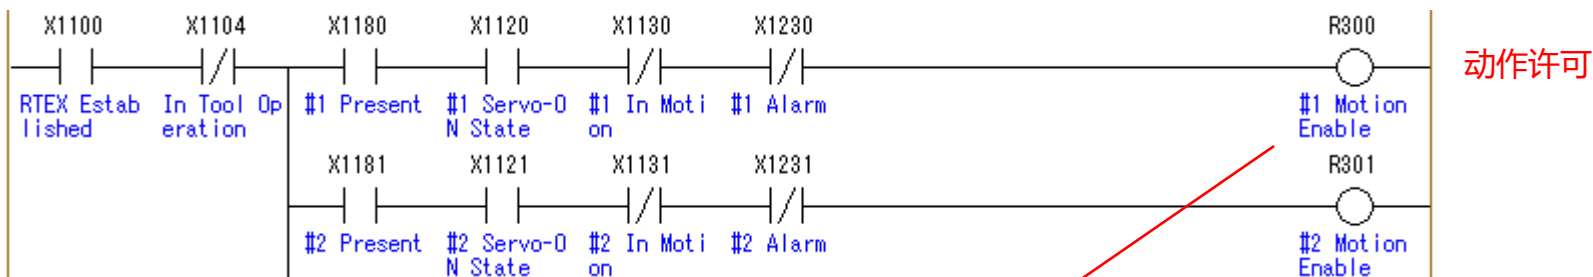 X1100 X1104 X1180 X1120 X1130 X1230 R300
动作许可
RTEX Estab In Tool Op #1 Present #1 Servo-O #1 In Moti #1 Alarm #1 Motion
lished eration N State on Enable
X1181 X1121 X1131 X1231 R301
#2 Present #2 Servo-O #2 In Moti #2 Alarm #2 Motion
N State on Enable